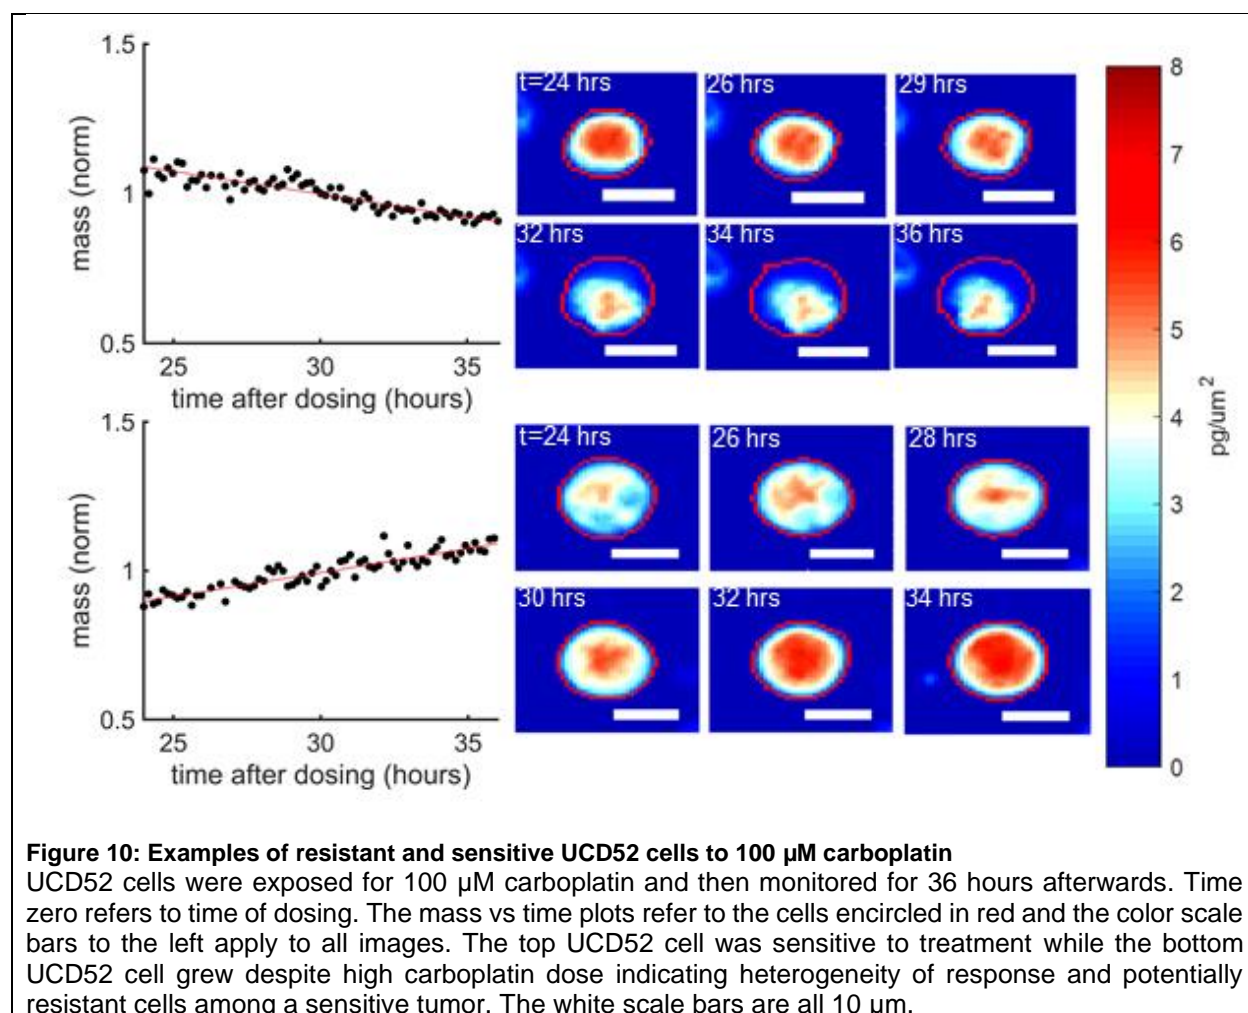 1.5
1
0.5
mass (norm)
25 30 35
time after dosing (hours)
t=24 hrs 26 hrs 29 hrs
32 hrs 34 hrs 36 hrs
1.5
1
0.5
mass (norm)
25 30 35
time after dosing (hours)
t=24 hrs 26 hrs 28 hrs
30 hrs 32 hrs 34 hrs
8
7
6
5
4
3
2
1
0
pg/um²
Figure 10: Examples of resistant and sensitive UCD52 cells to 100 µM carboplatin
UCD52 cells were exposed for 100 µM carboplatin and then monitored for 36 hours afterwards. Time
zero refers to time of dosing. The mass vs time plots refer to the cells encircled in red and the color scale
bars to the left apply to all images. The top UCD52 cell was sensitive to treatment while the bottom
UCD52 cell grew despite high carboplatin dose indicating heterogeneity of response and potentially
resistant cells among a sensitive tumor. The white scale bars are all 10 µm.